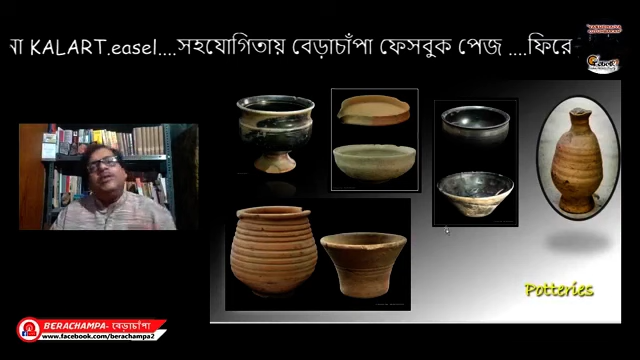 না KALART.easel....সহযোগিতায় বেড়াচাঁপা ফেসবুক পেজ ....ফিরে
Potteries
BERACHAMPA- বেড়াচাঁপা
www.facebook.com/berachampa2